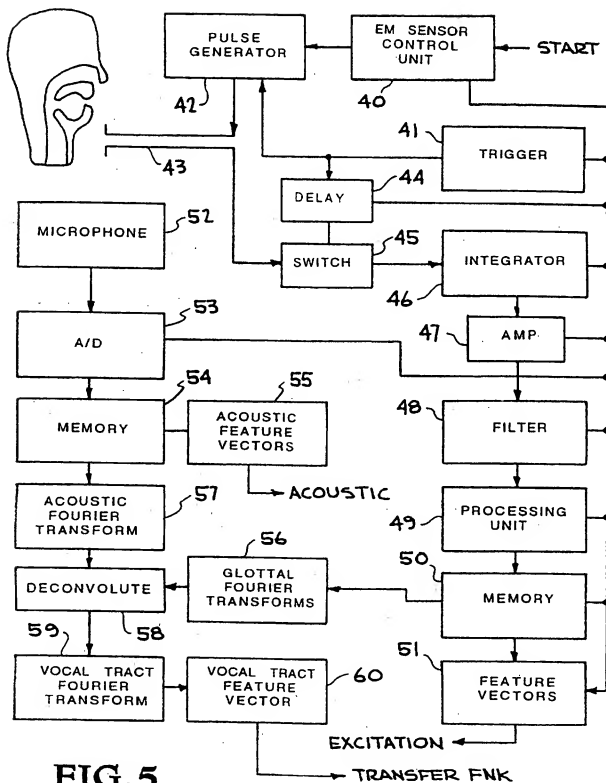 PULSE
GENERATOR
42
EM SENSOR
CONTROL
UNIT
40
START
43
41
TRIGGER
44
DELAY
45
SWITCH
INTEGRATOR
46
52
MICROPHONE
47
AMP
53
A/D
48
FILTER
54
MEMORY
55
ACOUSTIC
FEATURE
VECTORS
ACOUSTIC
49
PROCESSING
UNIT
57
ACOUSTIC
FOURIER
TRANSFORM
56
GLOTTAL
FOURIER
TRANSFORMS
50
MEMORY
DECONVOLUTE
58
59
VOCAL TRACT
FOURIER
TRANSFORM
VOCAL TRACT
FEATURE
VECTOR
60
51
FEATURE
VECTORS
EXCITATION
TRANSFER FNK
FIG. 5